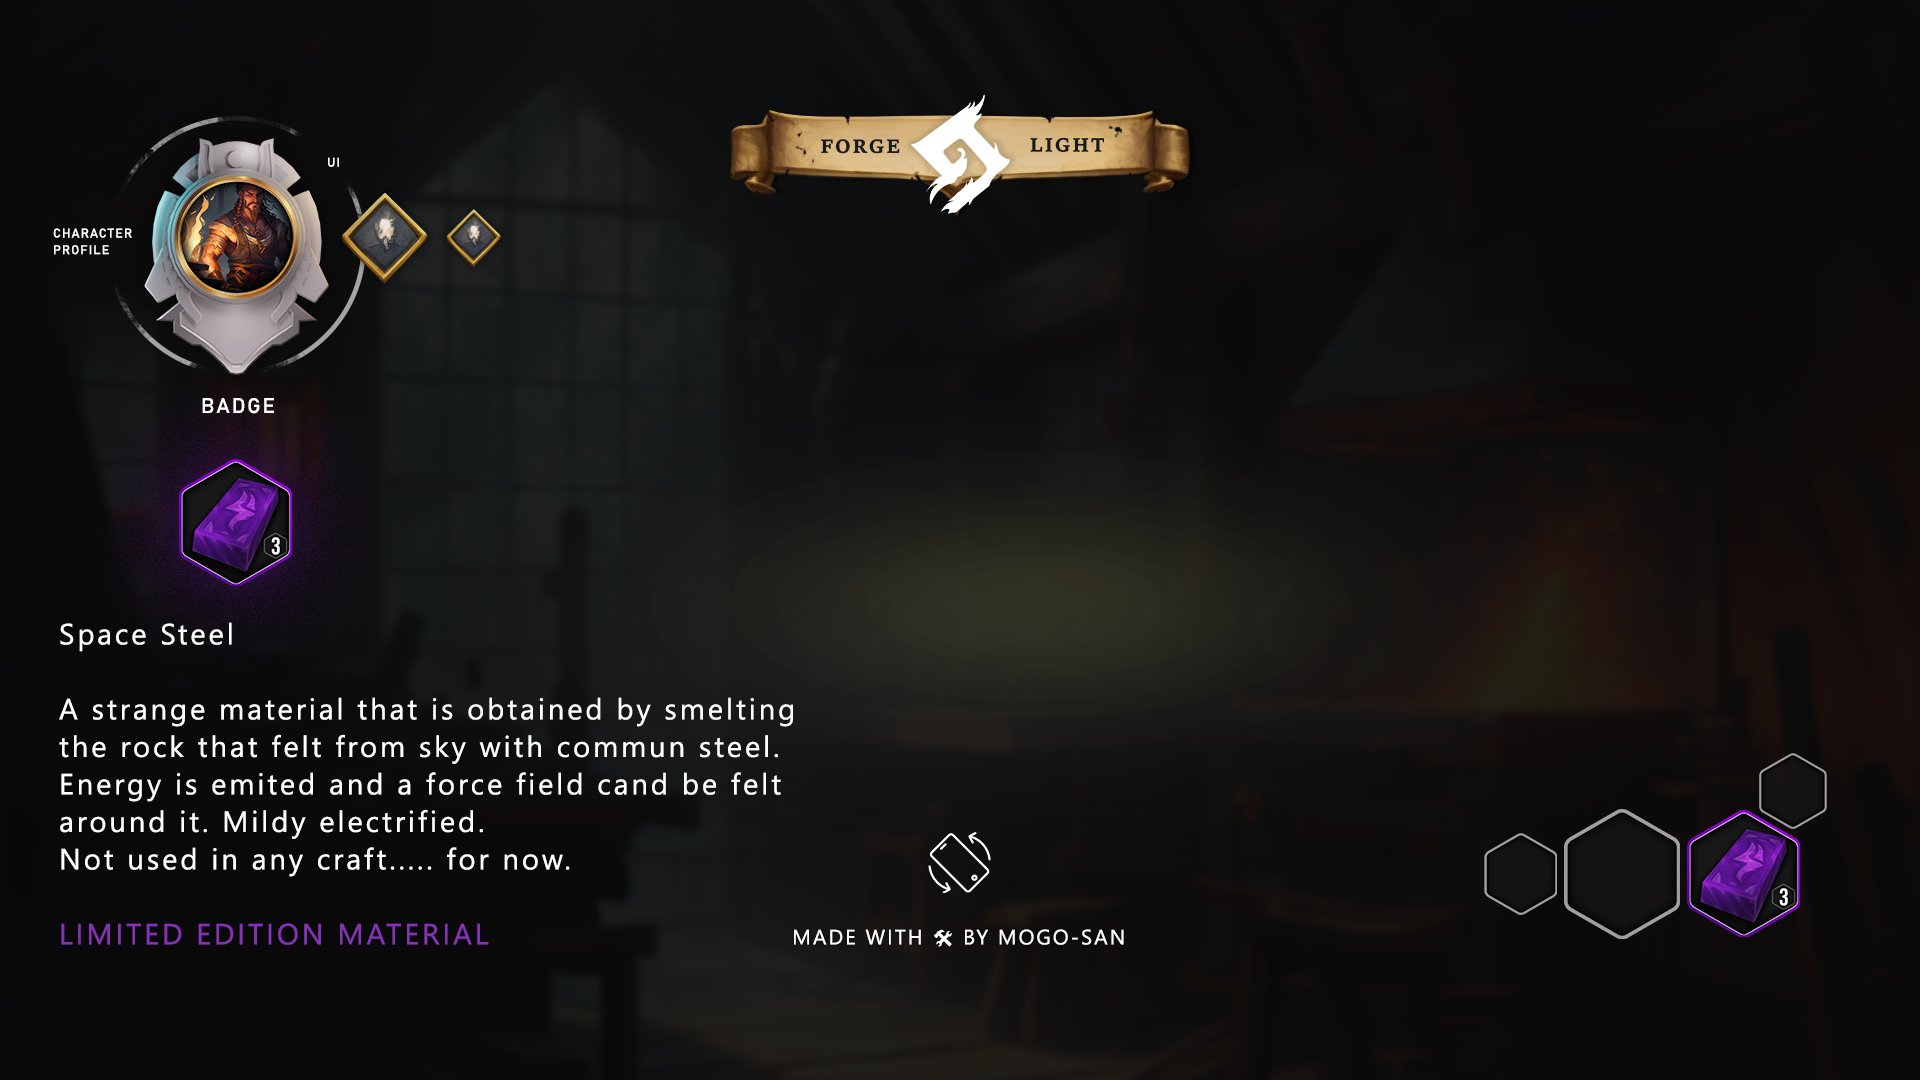 FORGE LIGHT
UI
CHARACTER
PROFILE
BADGE
3
Space Steel
A strange material that is obtained by smelting
the rock that felt from sky with commun steel.
Energy is emited and a force field cand be felt
around it. Mildy electrified.
Not used in any craft..... for now.
LIMITED EDITION MATERIAL
3
MADE WITH 🛠 BY MOGO-SAN